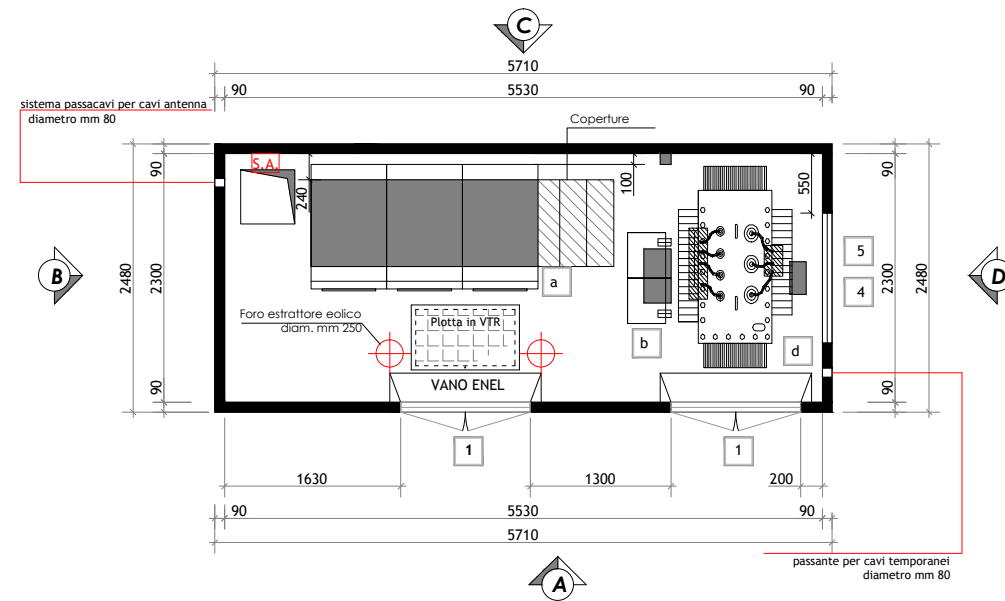 C
5710
90 5530 90
sistema passacavi per cavi antenna
diametro mm 80
Coperture
S.A.
240
100
550
90
2300
2480
90
90
2300
2480
90
B
D
5
4
a
b
d
Foro estrattore eolico
diam. mm 250
Plotta in VTR
VANO ENEL
1
1
1630 1300 200
90 5530 90
5710
passante per cavi temporanei
diametro mm 80
A